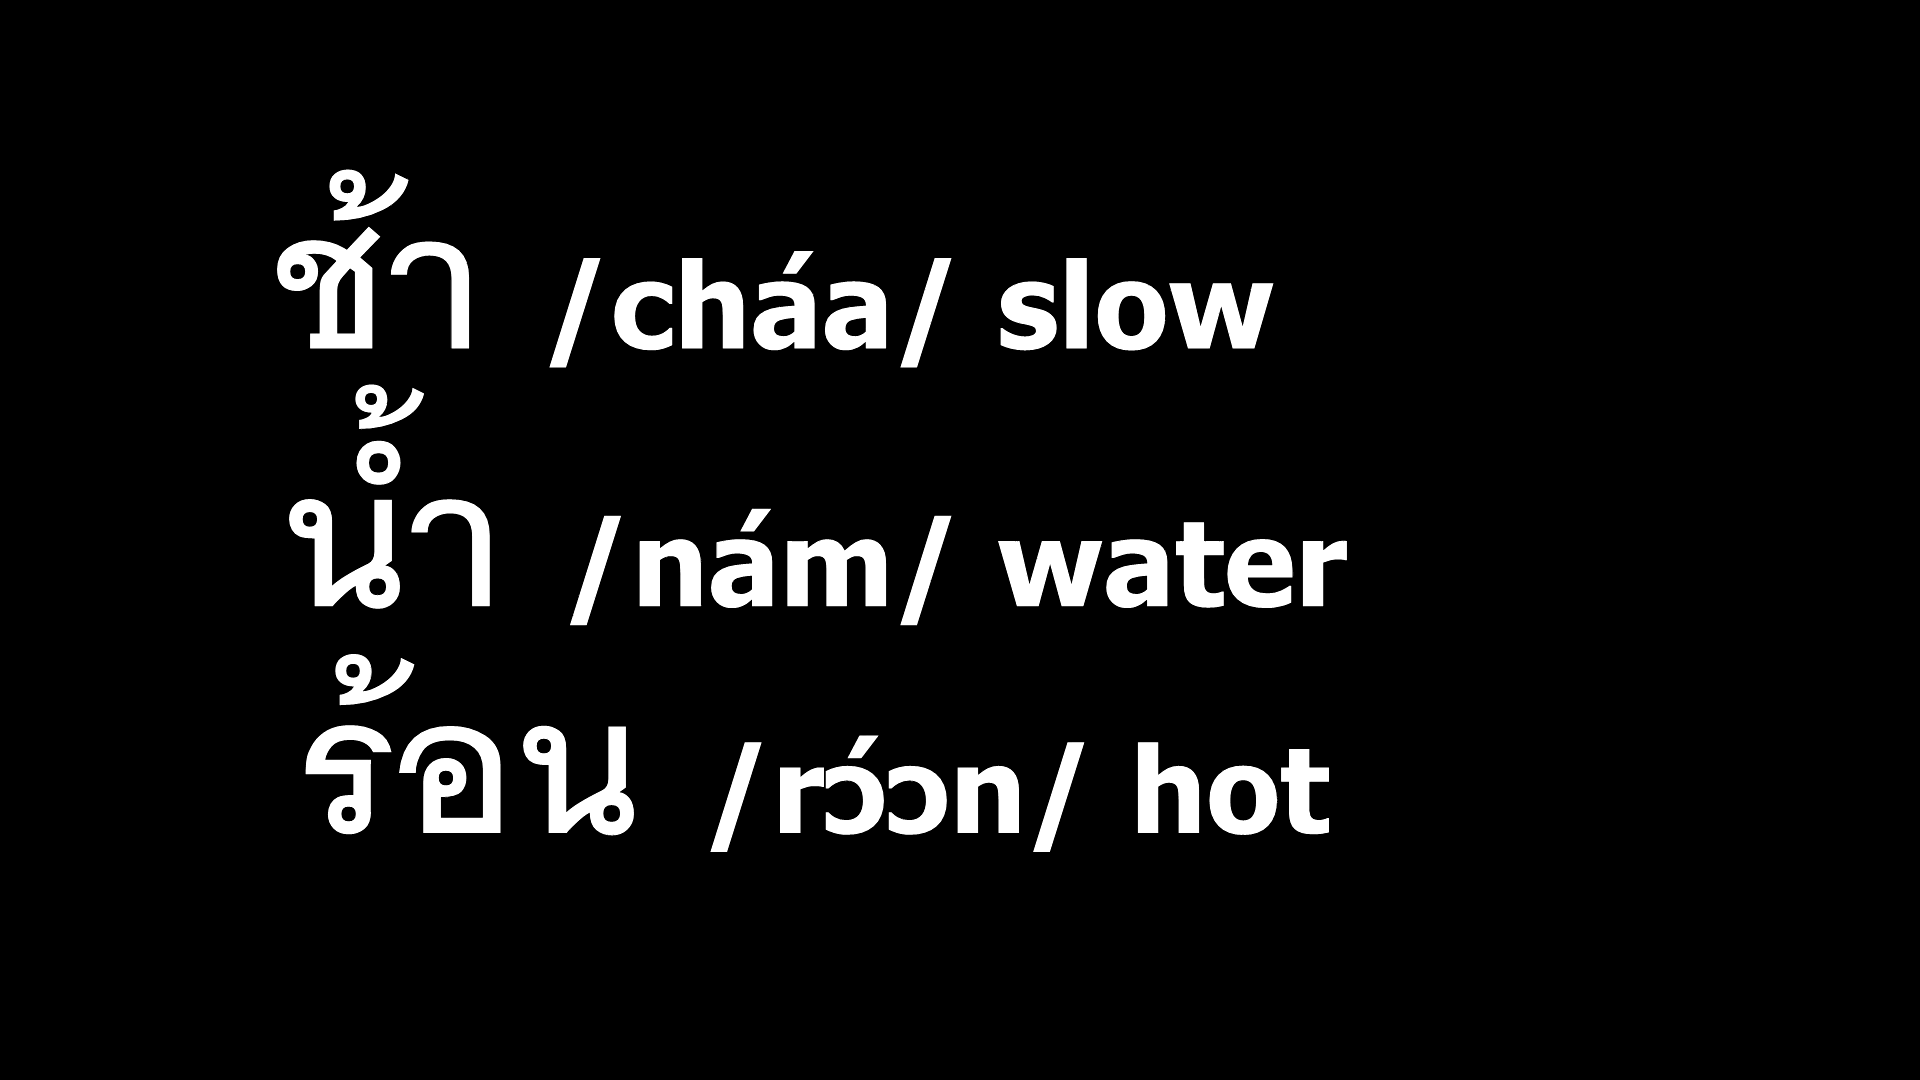 ช้า /cháa/ slow
น้ำ /nám/ water
ร้อน /rɔ́ɔn/ hot